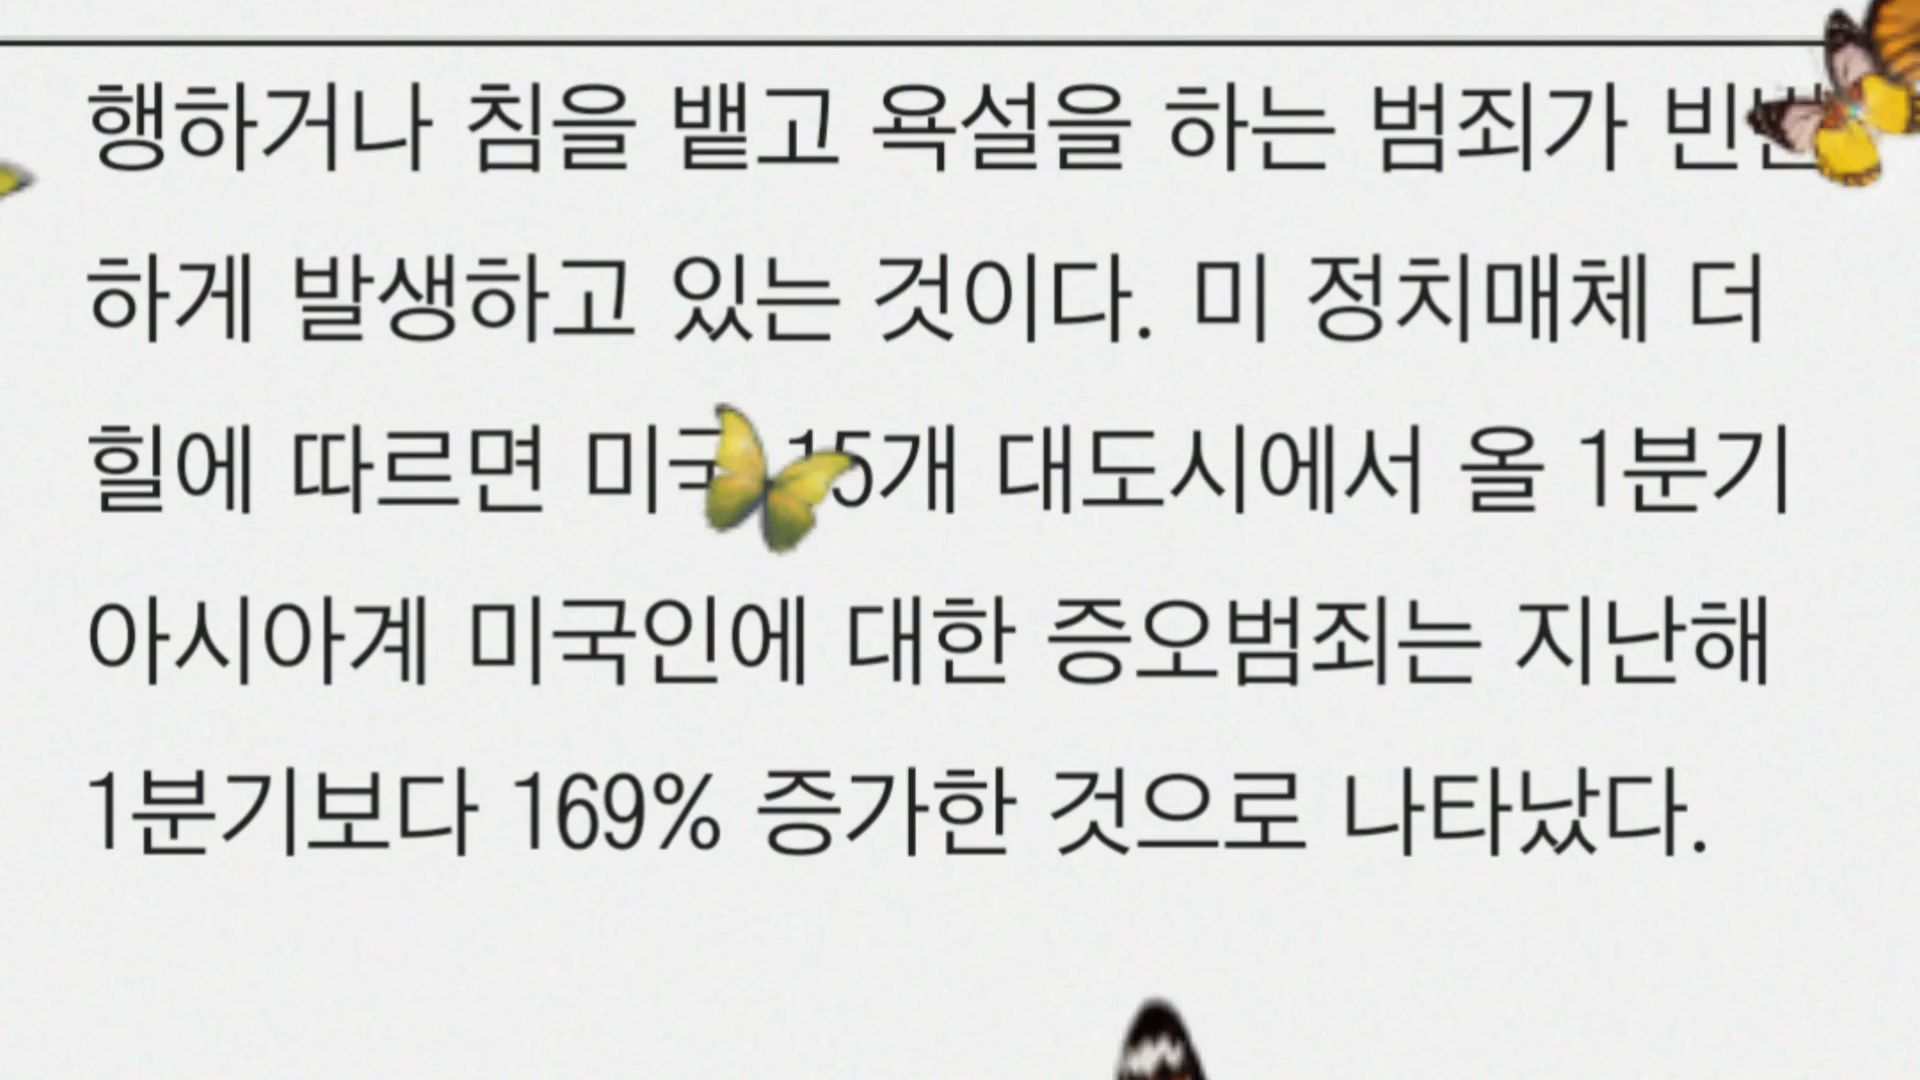 행하거나 침을 뱉고 욕설을 하는 범죄가 빈번
하게 발생하고 있는 것이다. 미 정치매체 더
힐에 따르면 미국 15개 대도시에서 올 1분기
아시아계 미국인에 대한 증오범죄는 지난해
1분기보다 169% 증가한 것으로 나타났다.